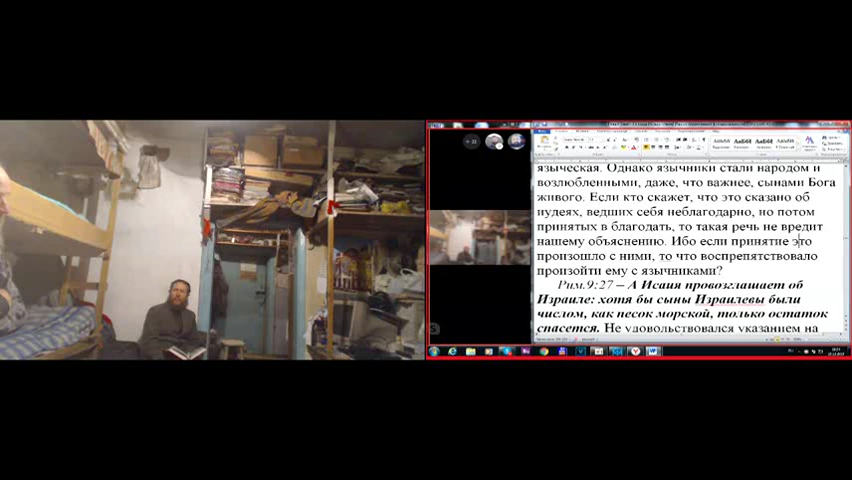 языческая. Однако язычники стали народом и
возлюбленными, даже, что важнее, сынами Бога
живого. Если кто скажет, что это сказано об
иудеях, ведших себя неблагодарно, но потом
принятых в благодать, то такая речь не вредит
нашему объяснению. Ибо если принятие это
произошло с ними, то что воспрепятствовало
произойти ему с язычниками?
Рим.9:27 – А Исаия провозглашает об
Израиле: хотя бы сыны Израилевы были
числом, как песок морской, только остаток
спасется. Не удовольствовался указанием на